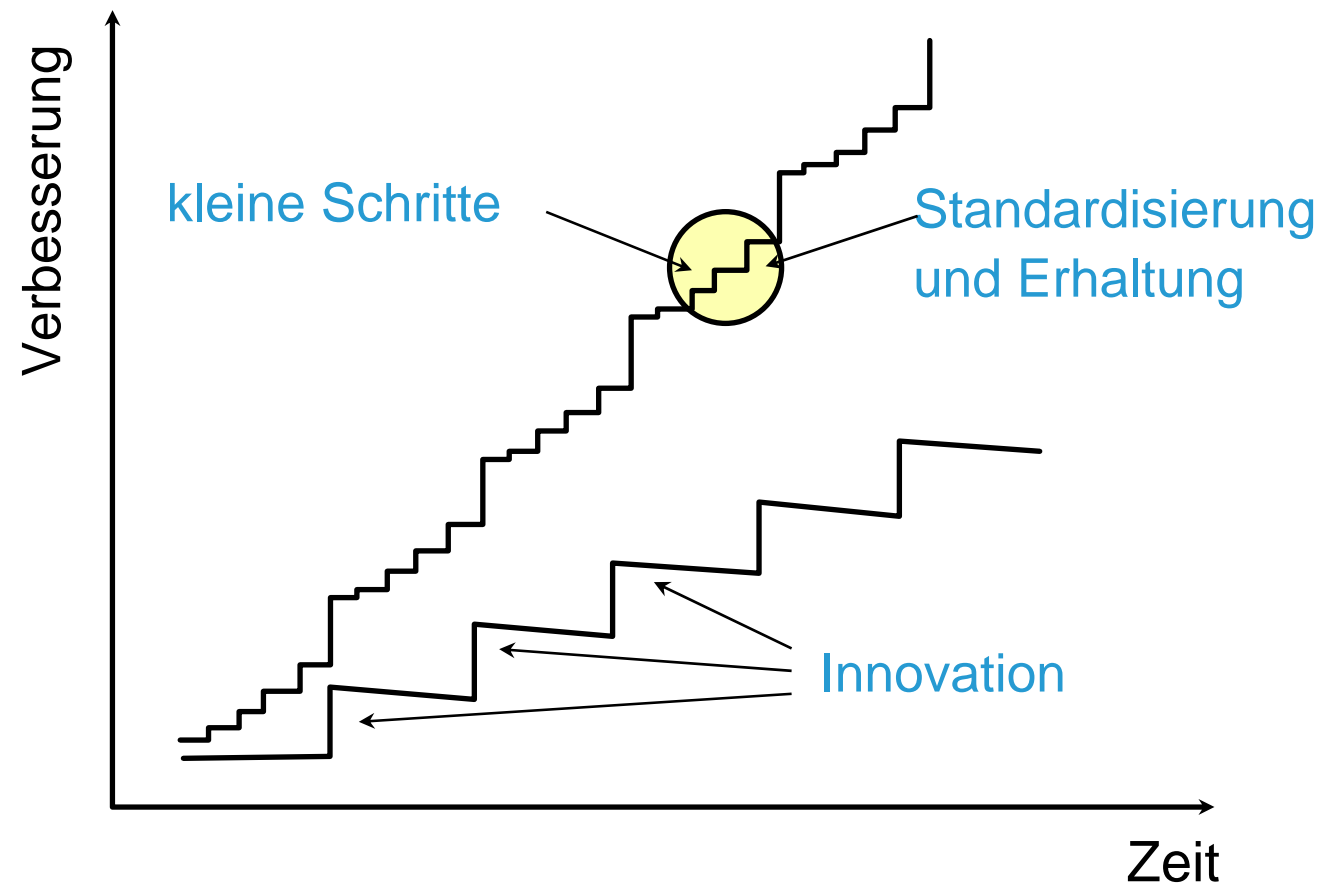 Verbesserung
kleine Schritte
Standardisierung
und Erhaltung
Innovation
Zeit